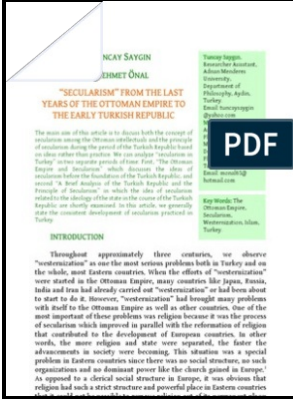 UNCAY SAYGIN
EHMET ÖNAL
"SECULARISM" FROM THE LAST
YEARS OF THE OTTOMAN EMPIRE TO
THE EARLY TURKISH REPUBLIC
The main aim of this article is to discuss both the concept of
secularism among the Ottoman intellectuals and the principle
of secularism during the period of the Turkish Republic based
on ideas rather than practice. We can analyze "secularism in
Turkey" in two separate periods of time. First, "The Ottoman
Empire and Secularism" which discusses the ideas of
secularism before the foundation of the Turkish Republic, and
second "A Brief Analysis of the Turkish Republic and the
Principle of Secularism" in which the idea of secularism
related to the ideology of the state in the course of the Turkish
Republic are shortly examined. In this article, we generally
state the consistent development of secularism practiced in
Turkey.
INTRODUCTION
Throughout approximately three centuries, we observe
"westernization" as one the most serious problems both in Turkey and on
the whole, most Eastern countries. When the efforts of "westernization"
were started in the Ottoman Empire, many countries like Japan, Russia,
India and Iran had already carried out "westernization" or had been about
to start to do it. However, "westernization" had brought many problems
with itself to the Ottoman Empire as well as other countries. One of the
most important of these problems was religion because it was the process
of secularism which improved in parallel with the reformation of religion
that contributed to the development of European countries. In other
words, the more religion and state were separated, the faster the
advancements in society were becoming. This situation was a special
problem in Eastern countries since there was no social structure, no such
organizations and no dominant power like the church gained in Europe.
As opposed to a clerical social structure in Europe, it was obvious that
religion had such a strict structure and powerful place in Eastern countries
Tuncay Saygın,
Researcher Assistant,
Adnan Menderes
University,
Department of
Philosophy, Aydın,
Turkey
Email tuncaysaygin
@yahoo.com
PDF
hotmail.com
Key Words: The
Ottoman Empire,
Secularism,
Westernization, Islam,
Turkey.